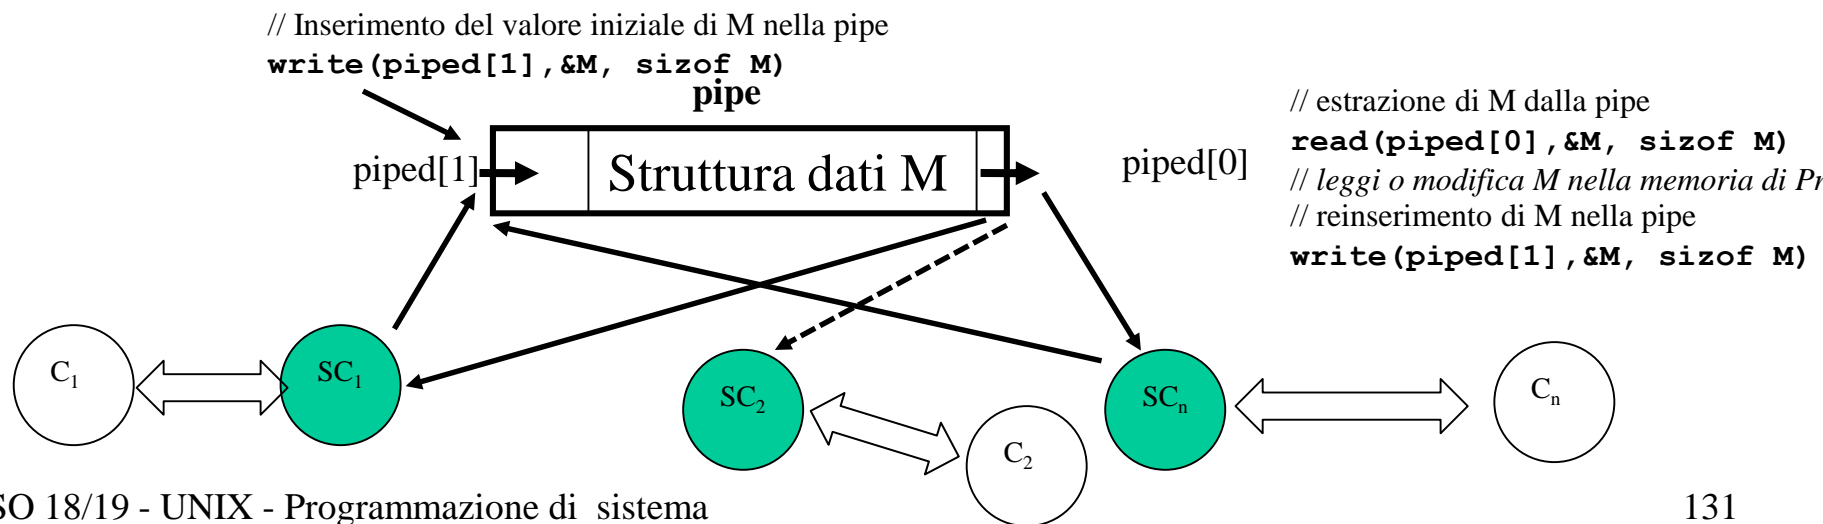 // Inserimento del valore iniziale di M nella pipe
write(piped[1],&M, sizof M)
pipe
piped[1]
Struttura dati M
piped[0]
// estrazione di M dalla pipe
read(piped[0],&M, sizof M)
// leggi o modifica M nella memoria di
// reinserimento di M nella pipe
write(piped[1],&M, sizof M)
C1
SC1
SC2
C2
SCn
Cn
SO 18/19 - UNIX - Programmazione di sistema
131